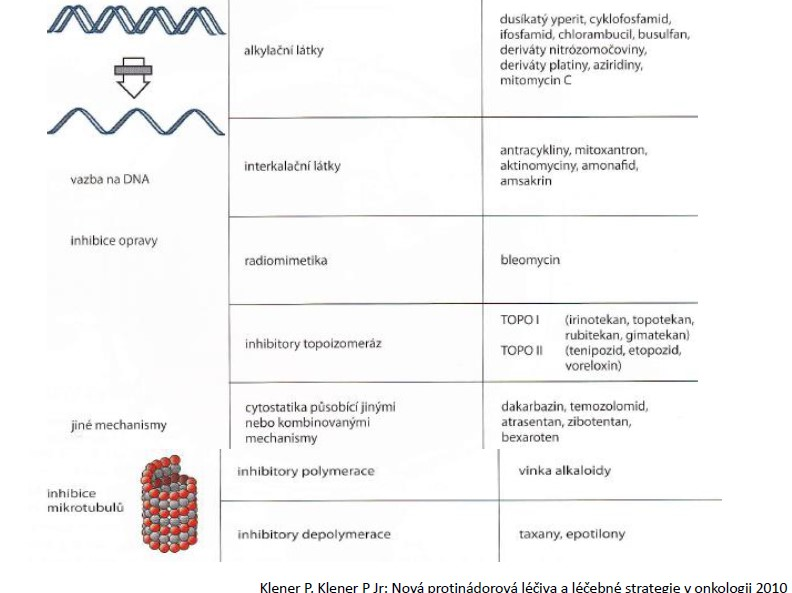 alkylační látky
dusíkatý yperit, cyklofosfamid,
ifosfamid, chlorambucil, busulfan,
deriváty nitrózomočoviny,
deriváty platiny, aziridiny,
mitomycin C
vazba na DNA
interkalační látky
antracykliny, mitoxantron,
aktinomyciny, amonafid,
amsakrin
inhibice opravy
radiomimetika
bleomycin
inhibitory topoizomeráz
TOPO I (irinotekan, topotekan,
rubitekan, gimatekan)
TOPO II (tenipozid, etopozid,
voreloxin)
jiné mechanismy
cytostatika působící jinými
nebo kombinovanými
mechanismy
dakarbazin, temozolomid,
atrasentan, zibotentan,
bexaroten
inhibice
mikrotubulů
inhibitory polymerace
vinka alkaloidy
inhibitory depolymerace
taxany, epotilony
Klener P, Klener P Jr: Nová protinádorová léčiva a léčebné strategie v onkologii 2010